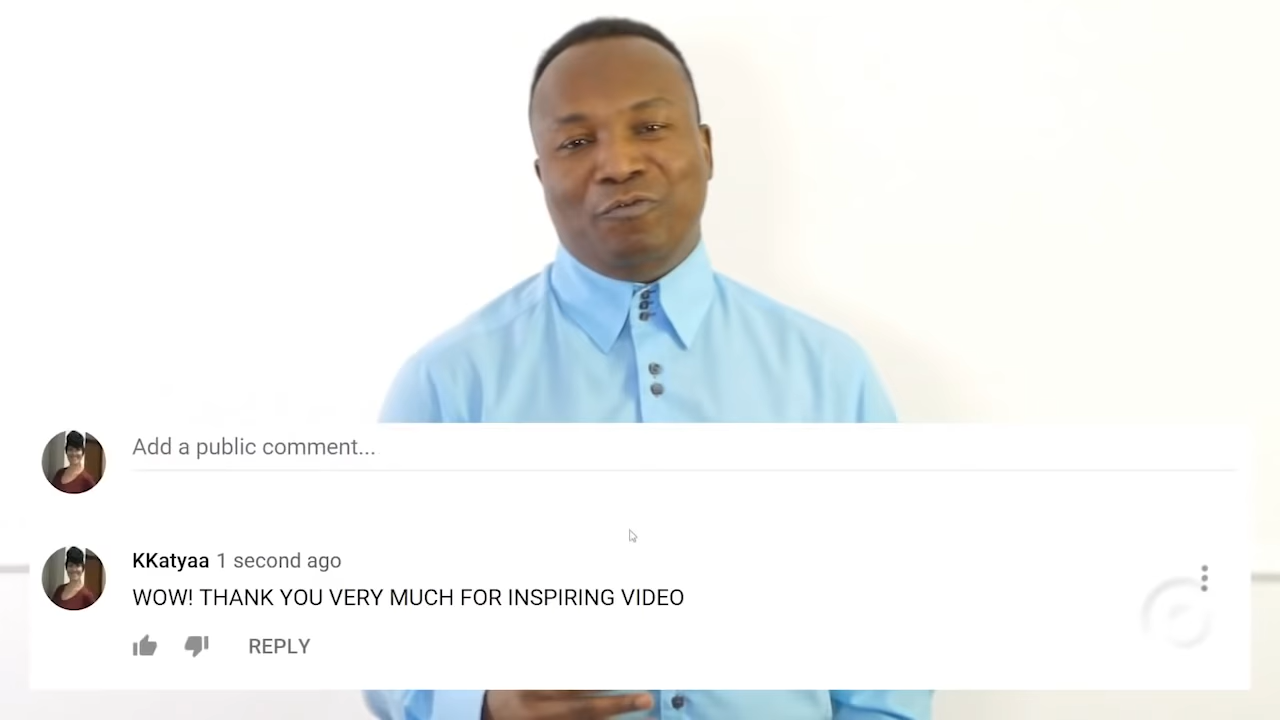 Add a public comment...
KKatyaa 1 second ago
WOW! THANK YOU VERY MUCH FOR INSPIRING VIDEO
REPLY